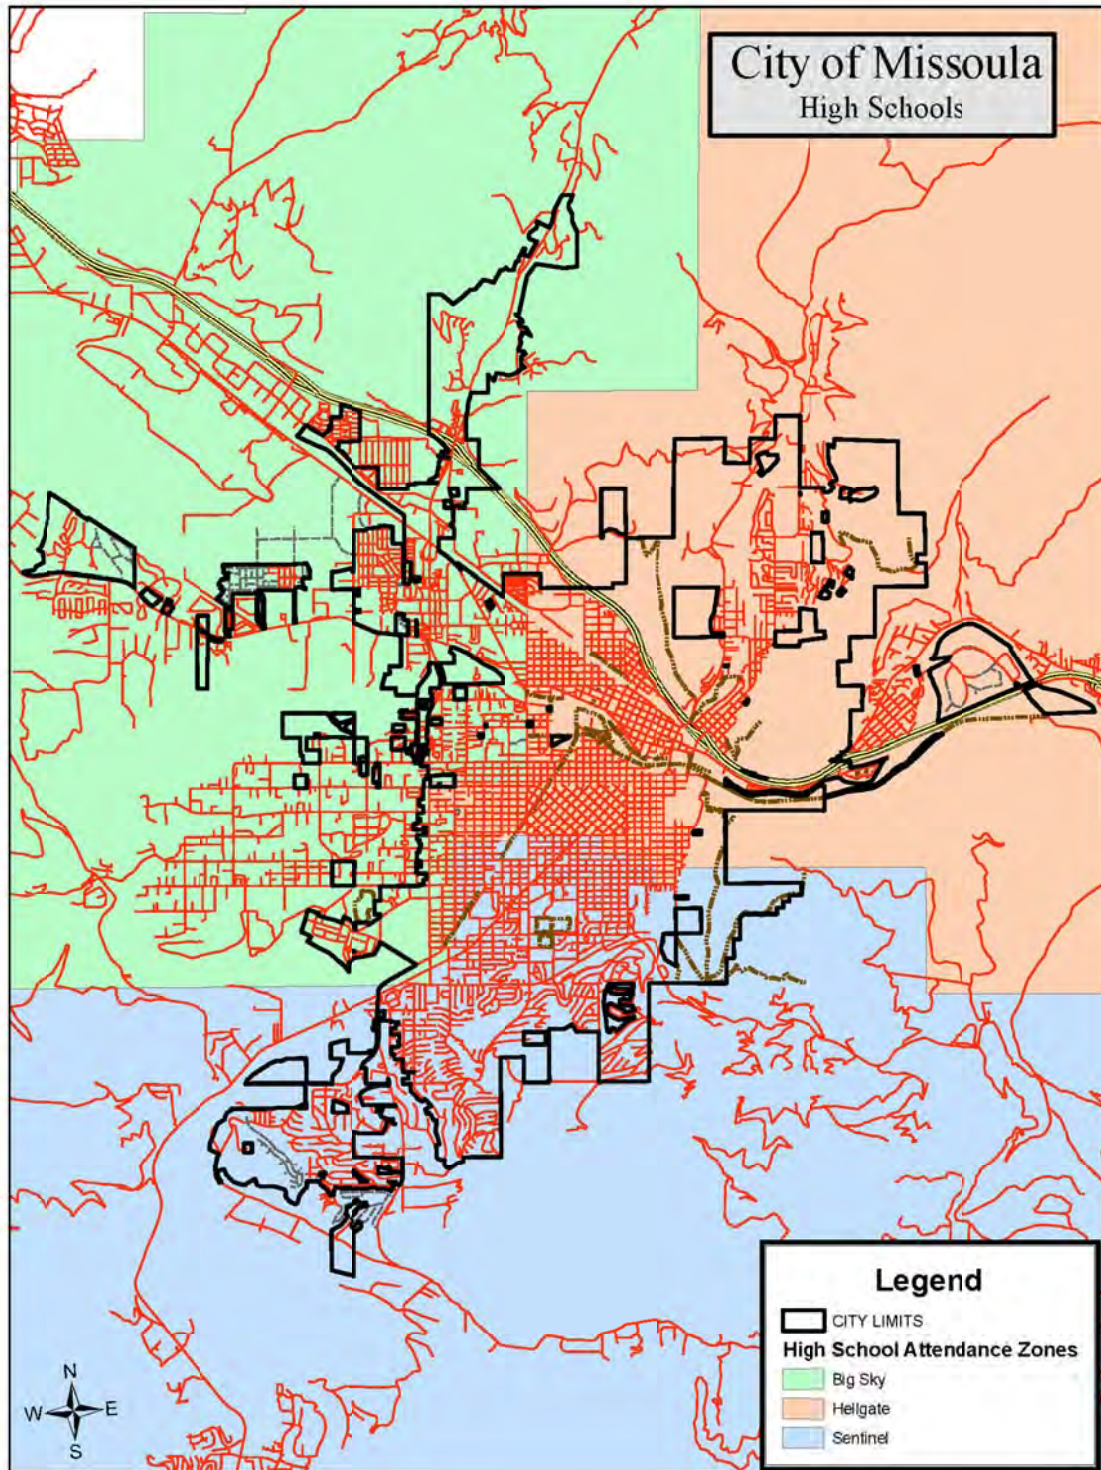 City of Missoula
High Schools
Legend
CITY LIMITS
High School Attendance Zones
Big Sky
Hellgate
Sentinel
N
W E
S